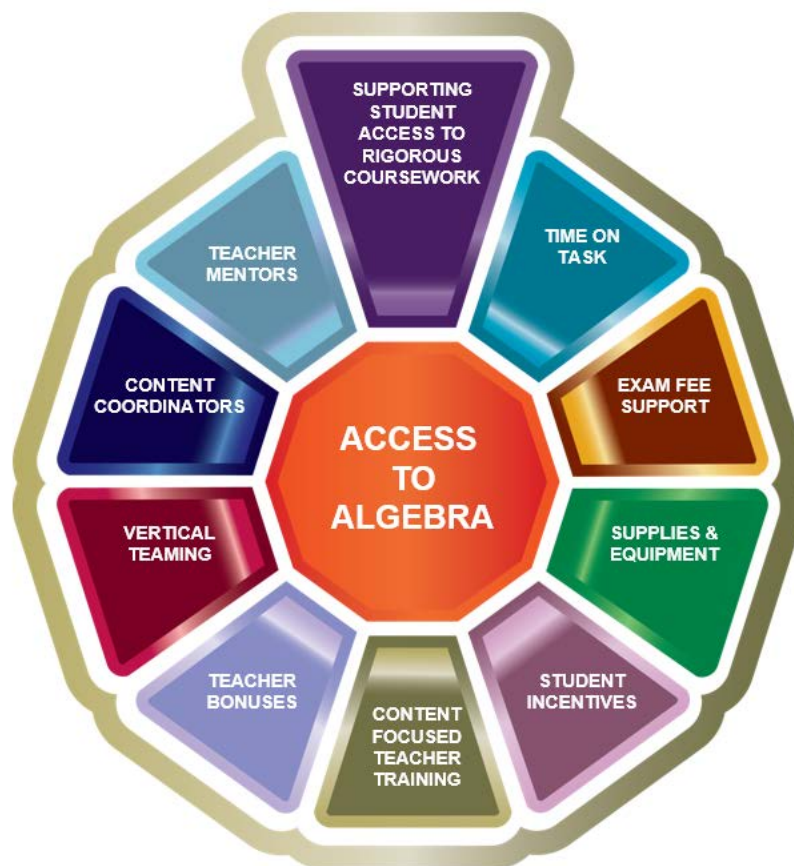 SUPPORTING
STUDENT
ACCESS TO
RIGOROUS
COURSEWORK
TIME ON
TASK
EXAM FEE
SUPPORT
SUPPLIES &
EQUIPMENT
STUDENT
INCENTIVES
CONTENT
FOCUSED
TEACHER
TRAINING
TEACHER
BONUSES
VERTICAL
TEAMING
CONTENT
COORDINATORS
TEACHER
MENTORS
ACCESS
TO
ALGEBRA